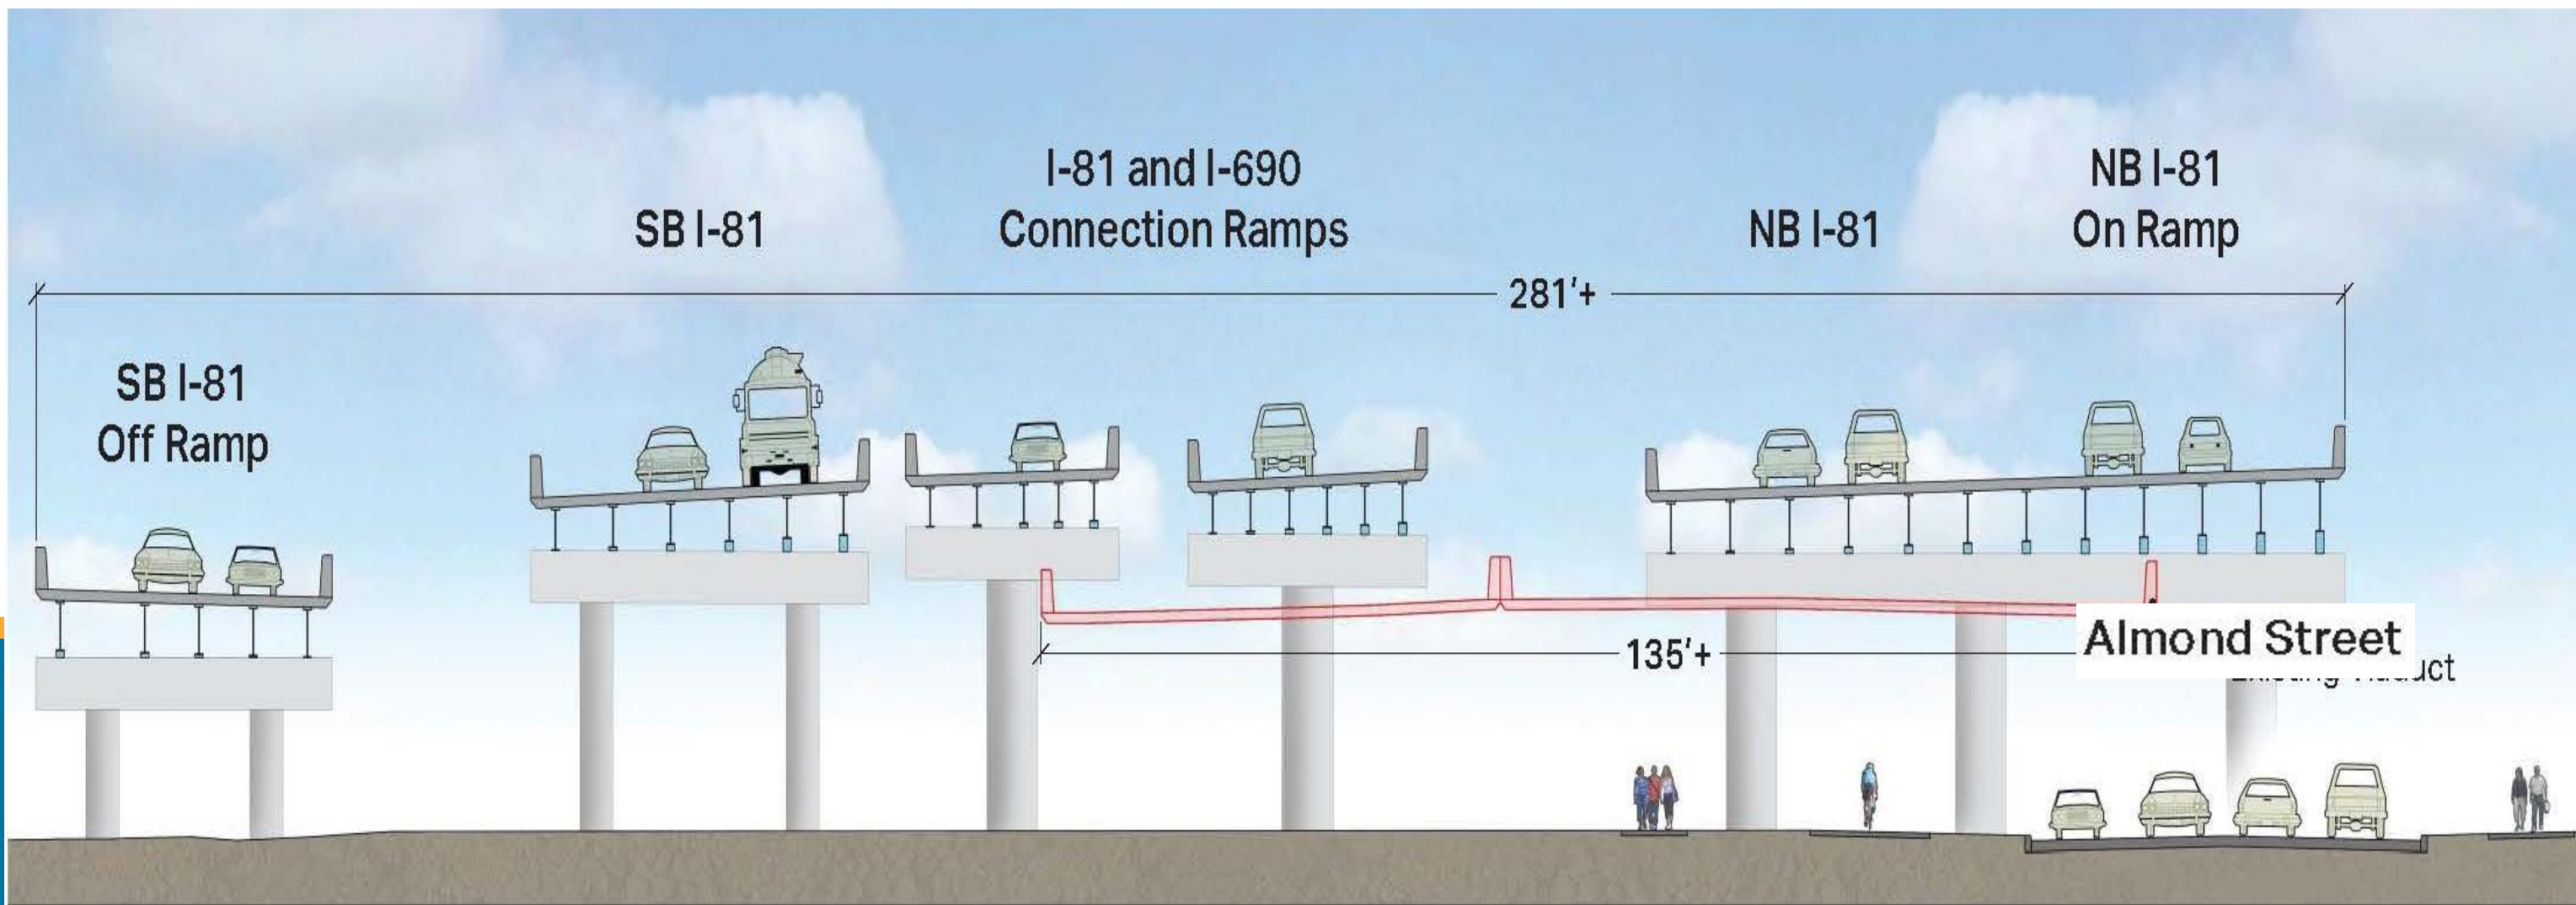 I-81 and I-690
Connection Ramps
SB I-81
NB I-81
NB I-81
On Ramp
281'+
SB I-81
Off Ramp
135'+
Almond Street